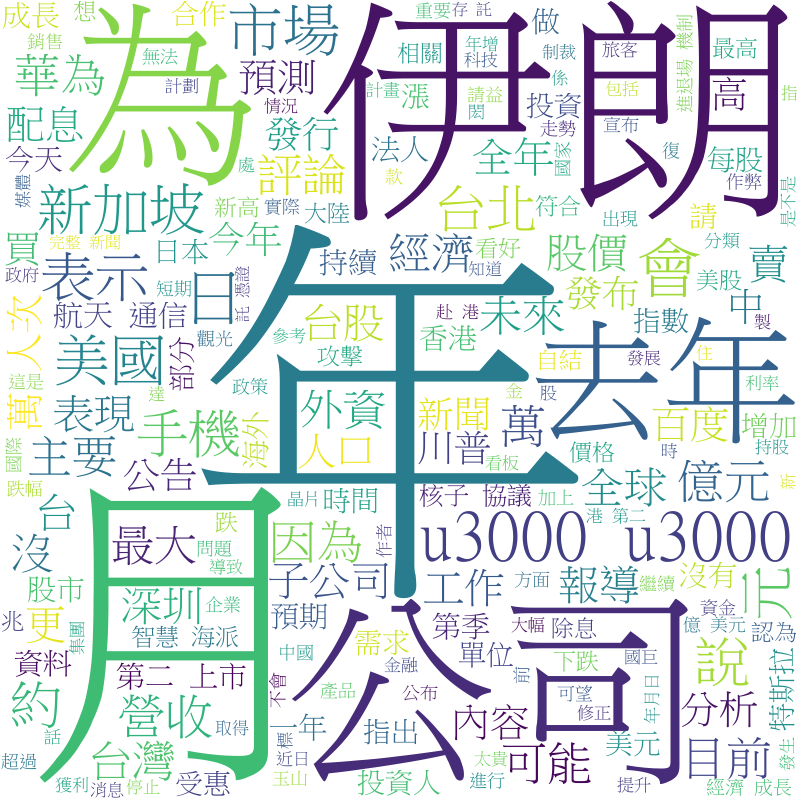 成長
想
合作
市場
為
伊朗
重要
存 託
做
銷售
無法
華為
預測
計劃
相關
年增
科技
制裁
旅客
進退場 機制
最高
係
情況
計畫
漲
請益
閎
投資
走勢
包括
宣布
高
指
配息
發行
今天
評論
法人
全年
國家
復
每股
作弊
是不是
媒體
處
款
新加坡
新高
實際
大陸
台北
符合
出現
請
買
完整 新聞
日本
今年
持續
經濟
看好
知道
股價
會
分類
賣
政府
表示
短期
託 憑證
日
台股
未來
發布
美股
中
製
人次
航天 通信
觀光
參考
攻擊
香港
赴 港
指數
萬
這是
美國
部分
年
外資
自結
去年
發展
住
利率
國際
表現
達
政策
新聞
金
股
百度
增加
跌幅
主要
手機
海外
人口
川普
萬
看板
價格
時
持股
新
公告
核子 協議
加上
全球
億元
台
晶片
時間
港 第二
沒
最大
跌
因為
作者
u3000 u3000
元
股市
月
問題
導致
子公司
工作
方面
報導
繼續
沒有
兆
更
深圳
企業
預期
第季
大幅
除息
億 美元
資金
認為
集團
智慧 海派
需求
單位
前
下跌
國巨
說
特斯拉
資料
中國
不會
金融
公司
約
第二 上市
產品
公布
可望
修正
年月日
分析
話
營收
取得
一年
指出
內容
美元
目前
發生
超過
台灣
標
近日
太貴
可能
獲利
消息
停止
受惠
玉山
投資人
進行
提升
經濟 成長